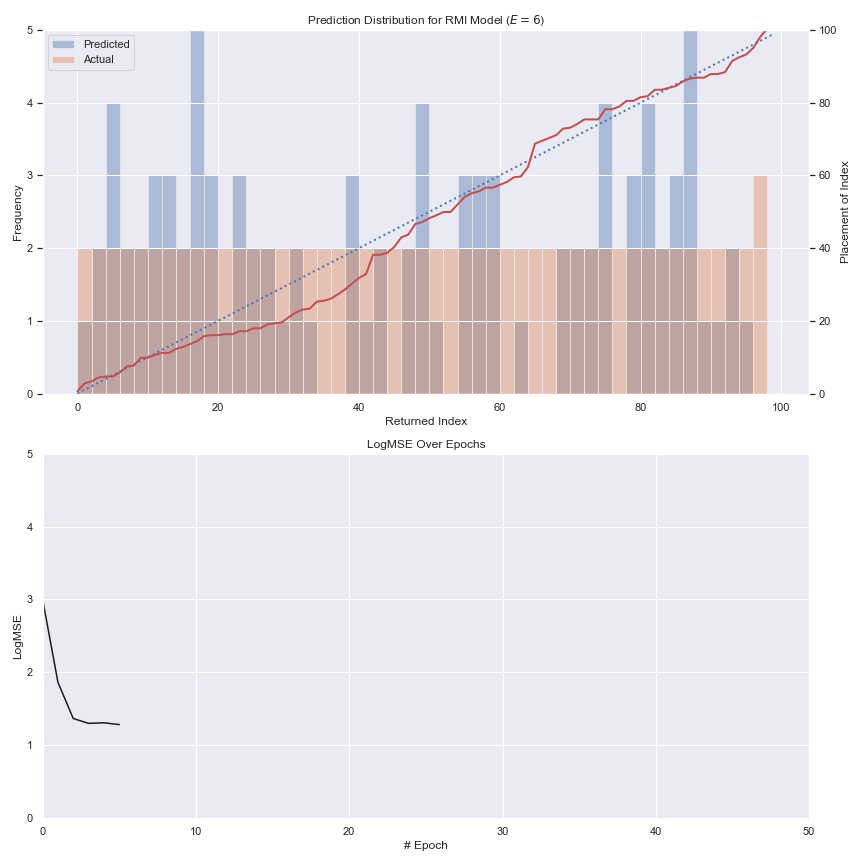 Prediction Distribution for RMI Model (E = 6)
Predicted
Actual
5
4
3
2
1
0
Frequency
100
80
60
40
20
0
Placement of Index
0 20 40 60 80 100
Returned Index
LogMSE Over Epochs
5
4
3
2
1
0
LogMSE
0 10 20 30 40 50
# Epoch